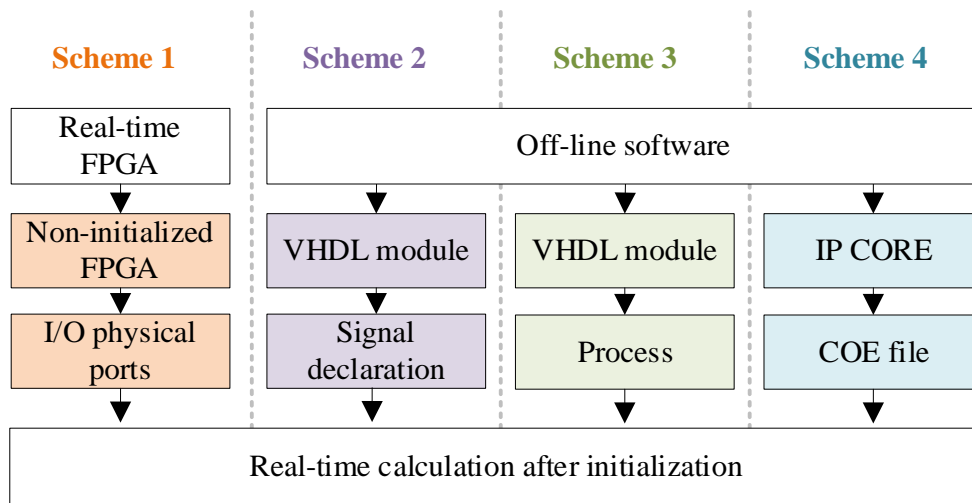 Scheme 1
Scheme 2
Scheme 3
Scheme 4
Real-time
FPGA
Off-line software
Non-initialized
FPGA
VHDL module
VHDL module
IP CORE
I/O physical
ports
Signal
declaration
Process
COE file
Real-time calculation after initialization